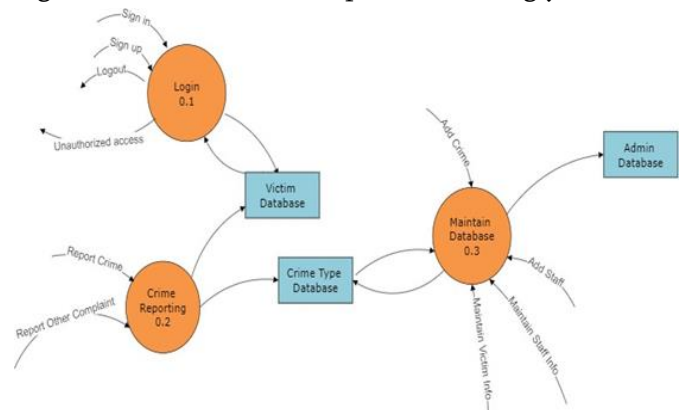 Sign in
Sign up
Logout
Unauthorized access
Login
0.1
Victim
Database
Add Crime
Admin
Database
Maintain
Database
0.3
Report Crime
Crime
Reporting
0.2
Report Other Complaint
Crime Type
Database
Add Staff
Maintain Staff Info
Maintain Victim Info